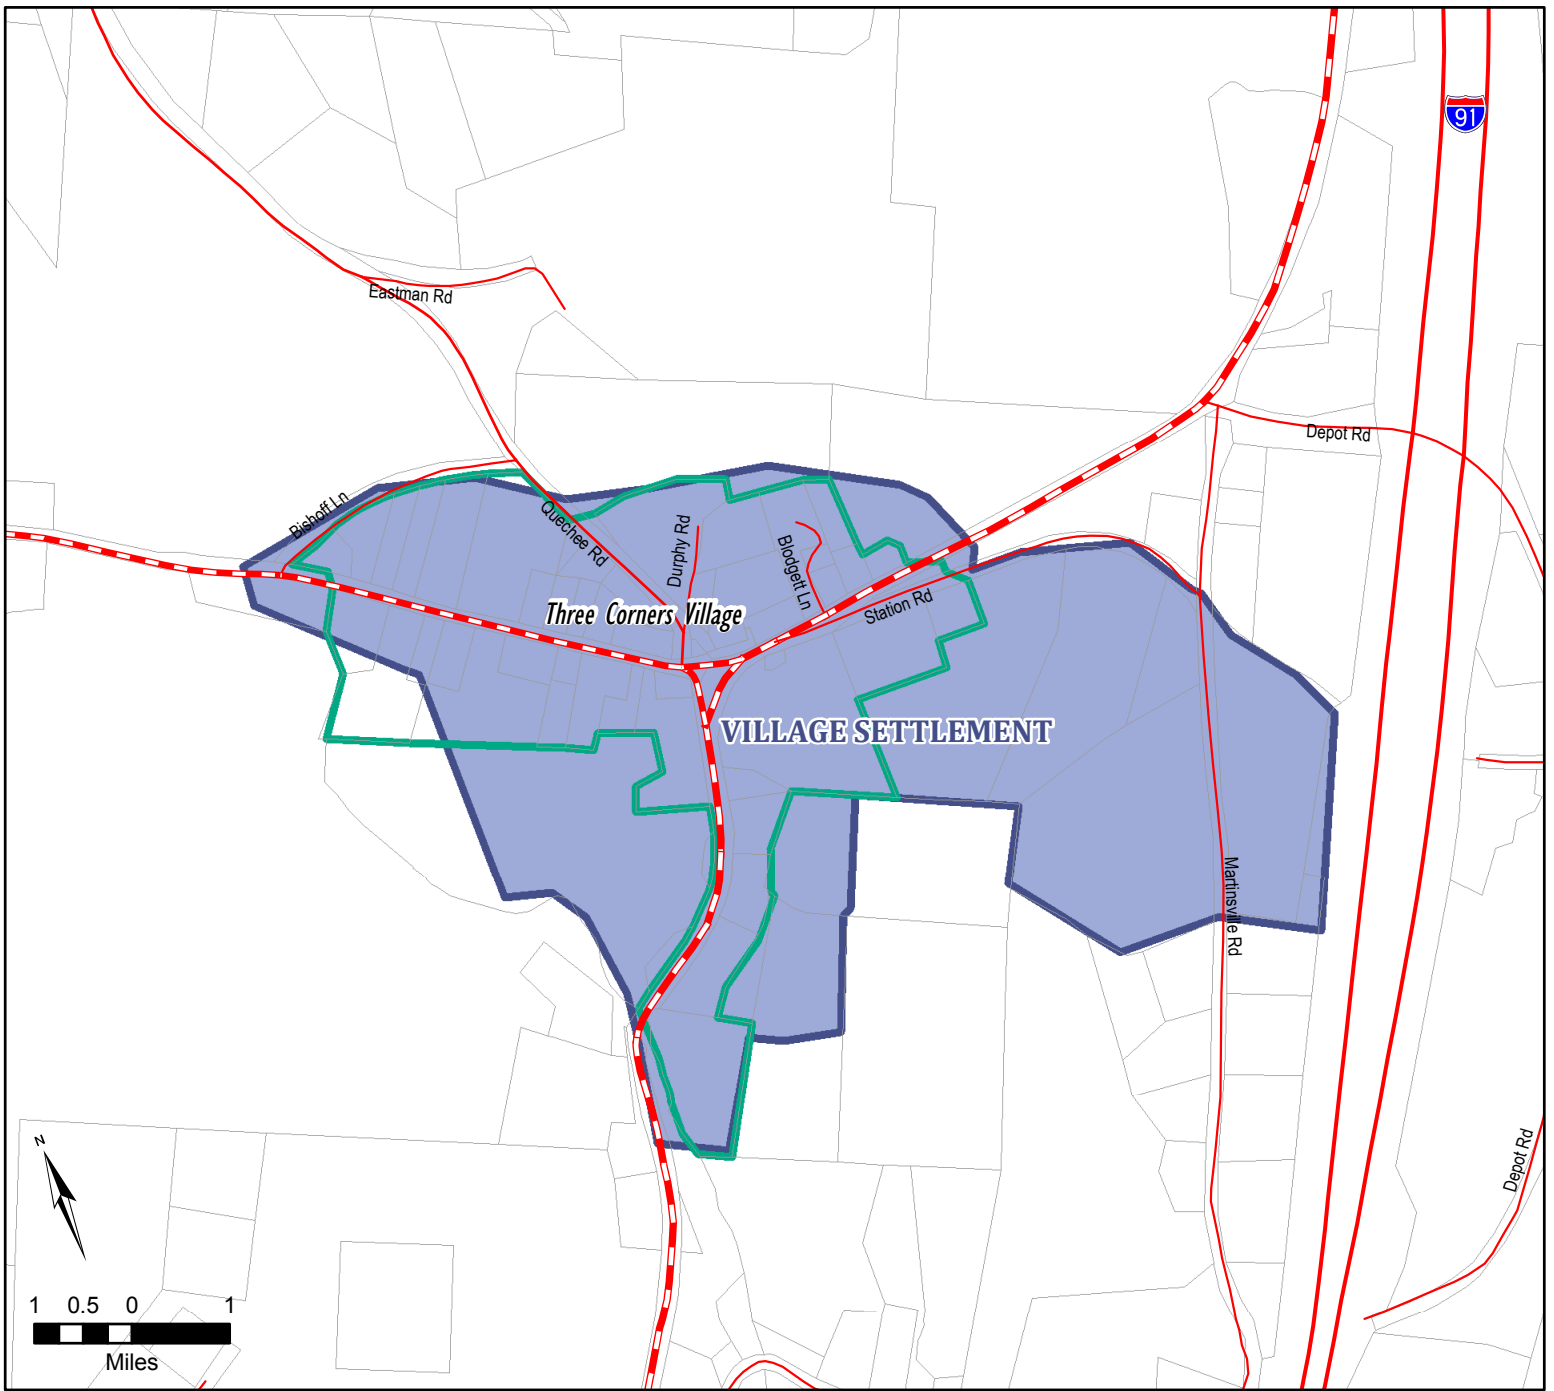 91
Eastman Rd
Depot Rd
Bishoff Ln
Quechee Rd
Durphy Rd
Blodgett Ln
Station Rd
Three Corners Village
VILLAGE SETTLEMENT
Martinsville Rd
Depot Rd
N
1 0.5 0 1
Miles